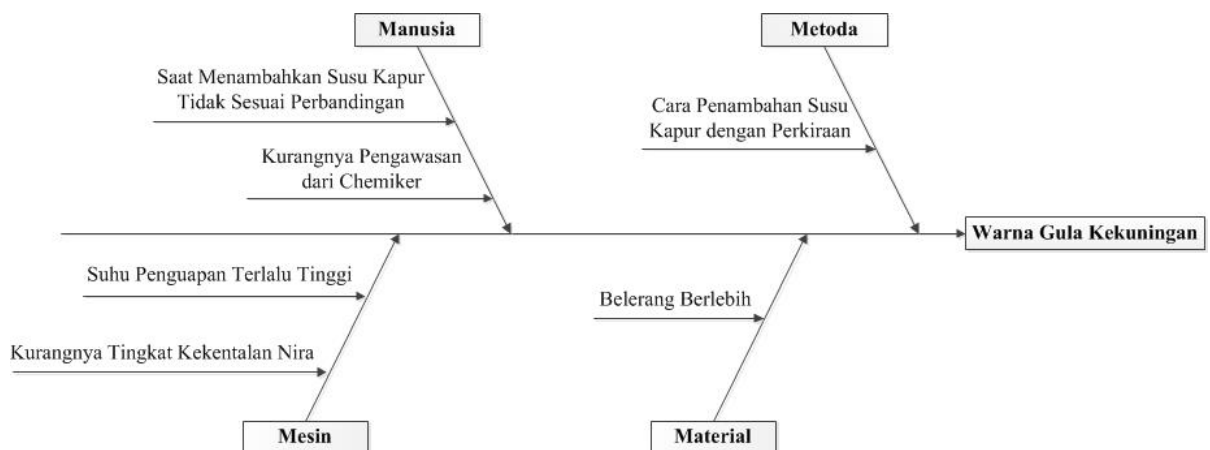 Manusia
Metoda
Saat Menambahkan Susu Kapur
Tidak Sesuai Perbandingan
Cara Penambahan Susu
Kapur dengan Perkiraan
Kurangnya Pengawasan
dari Chemiker
Warna Gula Kekuningan
Suhu Penguapan Terlalu Tinggi
Belerang Berlebih
Kurangnya Tingkat Kekentalan Nira
Mesin
Material